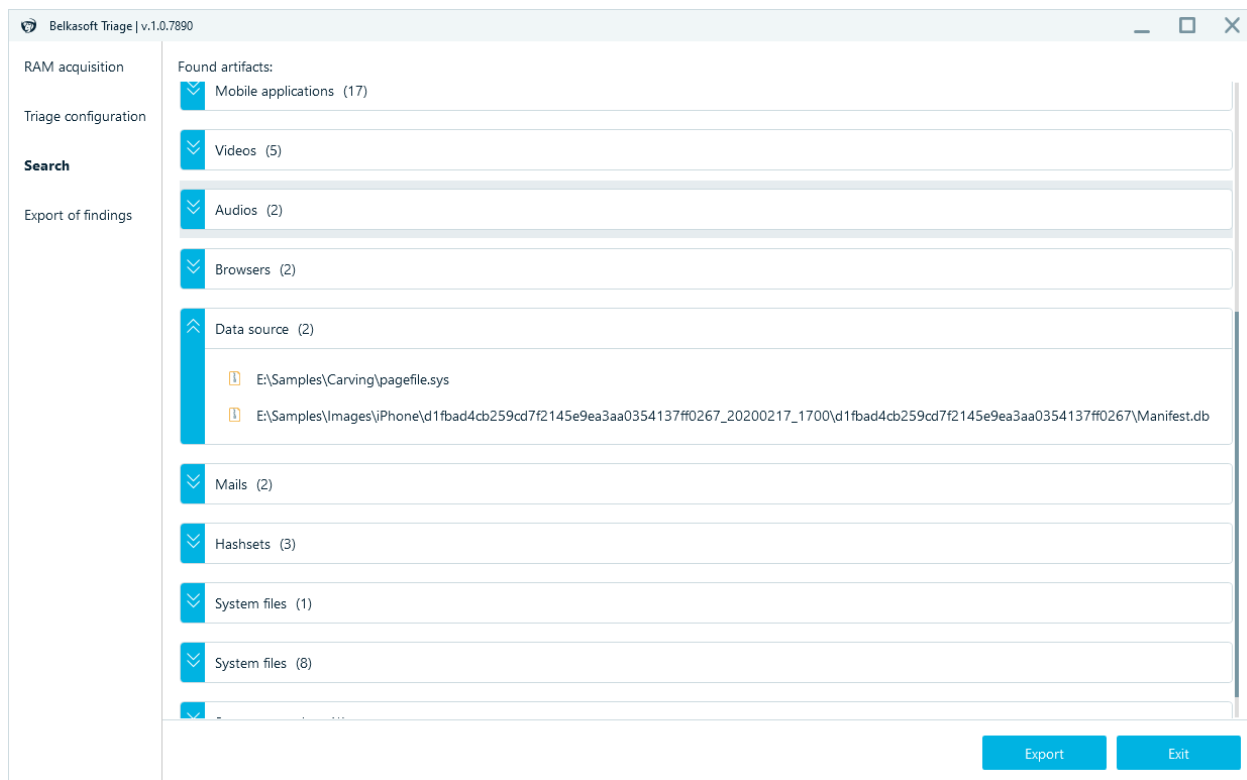 Belkasoft Triage | v.1.0.7890
RAM acquisition
Triage configuration
Search
Export of findings
Found artifacts:
Mobile applications (17)
Videos (5)
Audios (2)
Browsers (2)
Data source (2)
E:\Samples\Carving\pagefile.sys
E:\Samples\Images\iPhone\d1fbad4cb259cd7f2145e9ea3aa0354137ff0267_20200217_1700\d1fbad4cb259cd7f2145e9ea3aa0354137ff0267\Manifest.db
Mails (2)
Hashsets (3)
System files (1)
System files (8)
Export
Exit